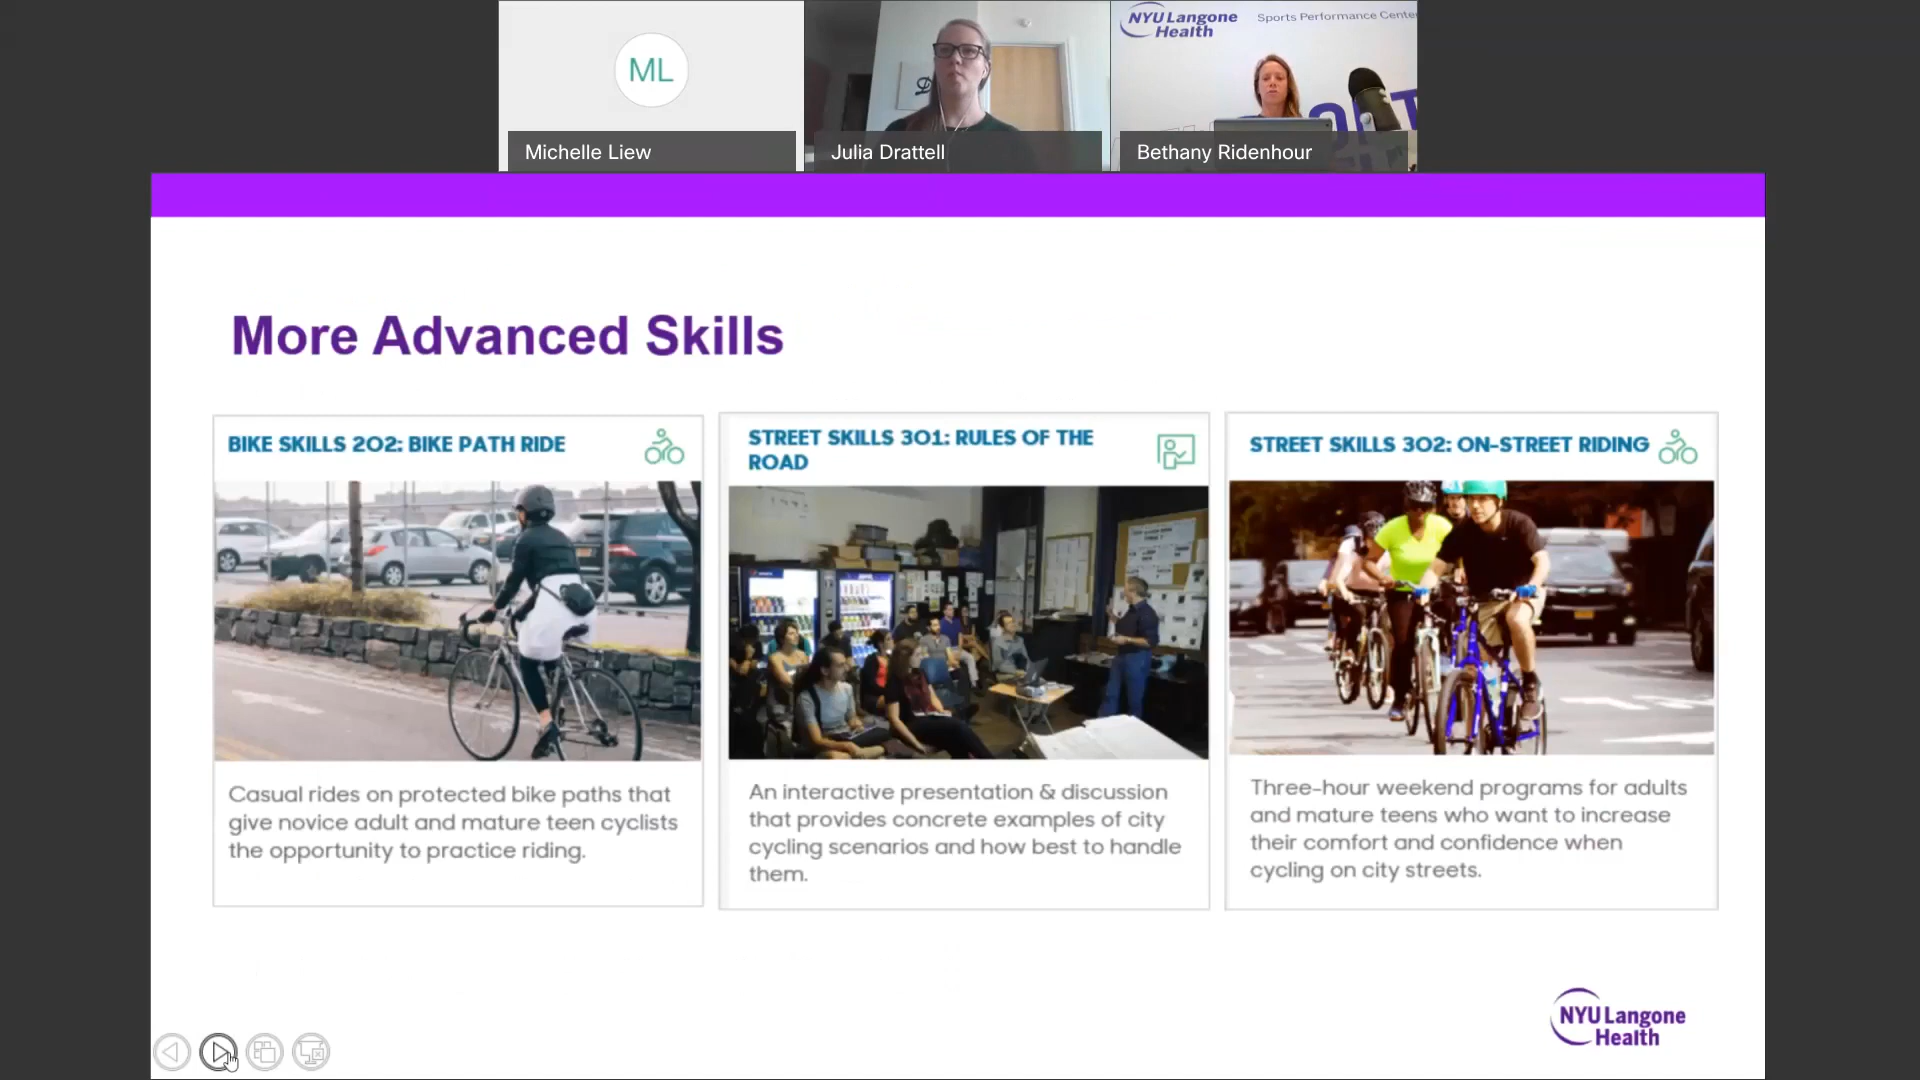 NYU Langone
Health
Sports Performance Center
ML
Michelle Liew
Julia Drattell
Bethany Ridenhour
More Advanced Skills
BIKE SKILLS 202: BIKE PATH RIDE
Casual rides on protected bike paths that
give novice adult and mature teen cyclists
the opportunity to practice riding.
STREET SKILLS 301: RULES OF THE
ROAD
An interactive presentation & discussion
that provides concrete examples of city
cycling scenarios and how best to handle
them.
STREET SKILLS 302: ON-STREET RIDING
Three-hour weekend programs for adults
and mature teens who want to increase
their comfort and confidence when
cycling on city streets.
NYU Langone
Health